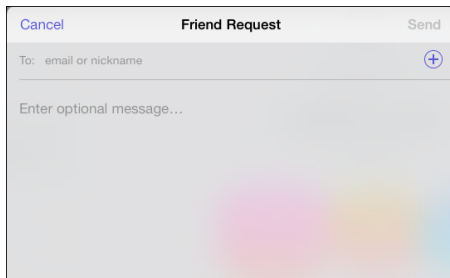 Cancel Friend Request Send
To: email or nickname
Enter optional message...